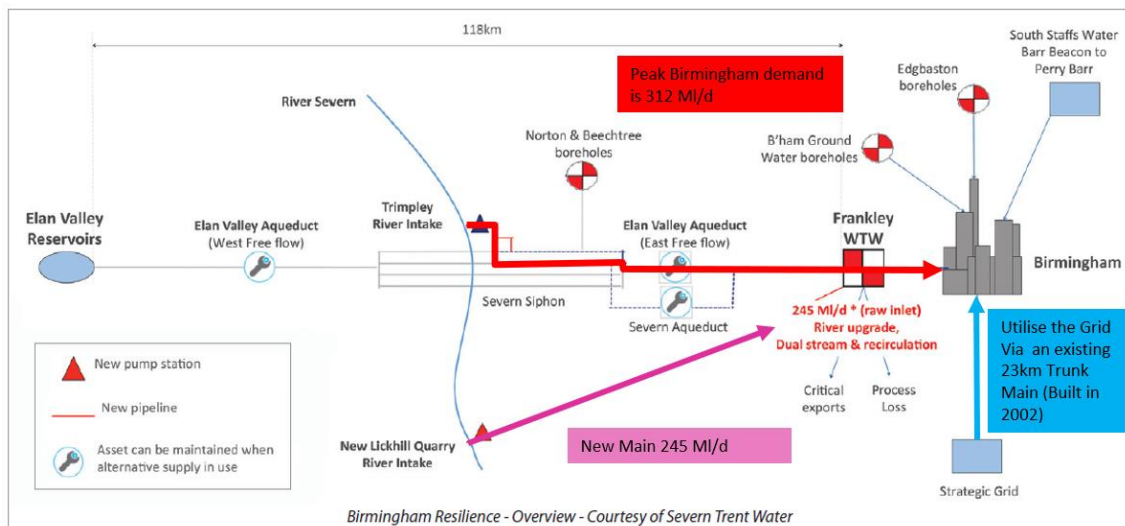 118km
Peak Birmingham demand
is 312 Ml/d
South Staffs Water
Barr Beacon to
Perry Barr
Edgbaston
boreholes
River Severn
Norton & Beechtree
boreholes
B'ham Ground
Water boreholes
Elan Valley
Reservoirs
Elan Valley Aqueduct
(West Free flow)
Trimpley
River Intake
Elan Valley Aqueduct
(East Free flow)
Frankley
WTW
Birmingham
Severn Siphon
Severn Aqueduct
245 Ml/d * (raw inlet)
River upgrade,
Dual stream & recirculation
Utilise the Grid
Via an existing
23km Trunk
Main (Built in
2002)
New pump station
New pipeline
Asset can be maintained when
alternative supply in use
Critical
exports
Process
Loss
New Lickhill Quarry
River Intake
New Main 245 Ml/d
Strategic Grid
Birmingham Resilience - Overview - Courtesy of Severn Trent Water